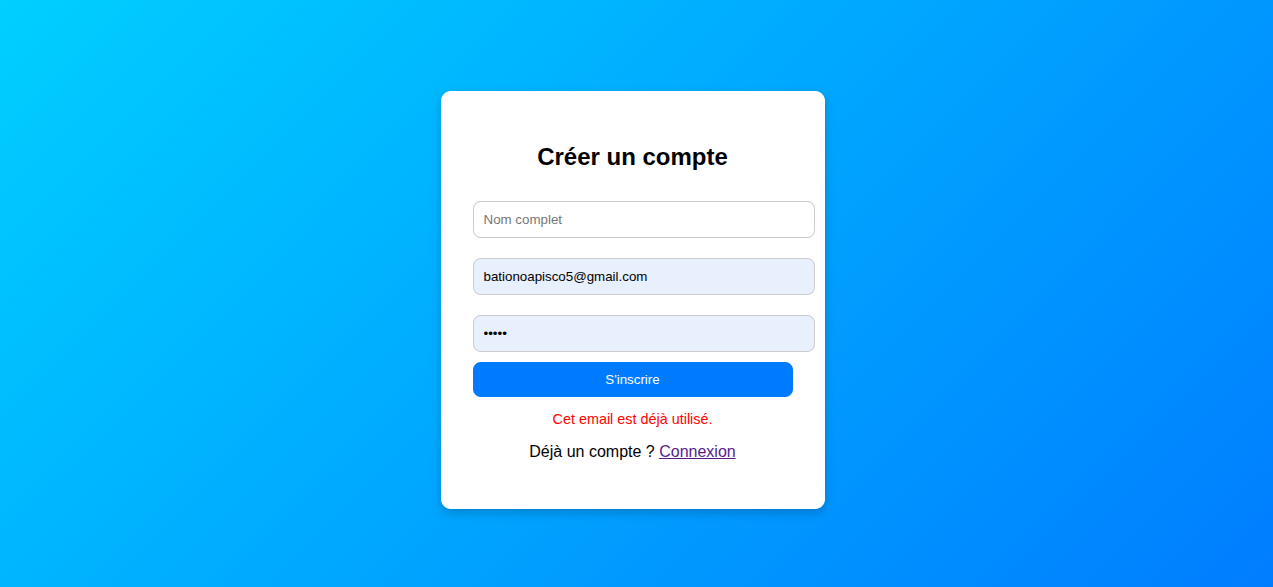 Créer un compte
Nom complet
bationoapisco5@gmail.com
•••••
S'inscrire
Cet email est déjà utilisé.
Déjà un compte ? Connexion